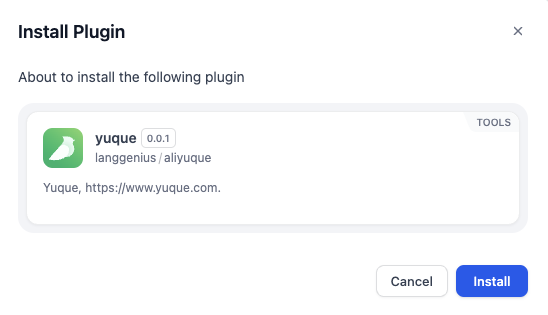 Install Plugin
About to install the following plugin
TOOLS
yuque 0.0.1
langgenius / aliyuque
Yuque, https://www.yuque.com.
Cancel Install